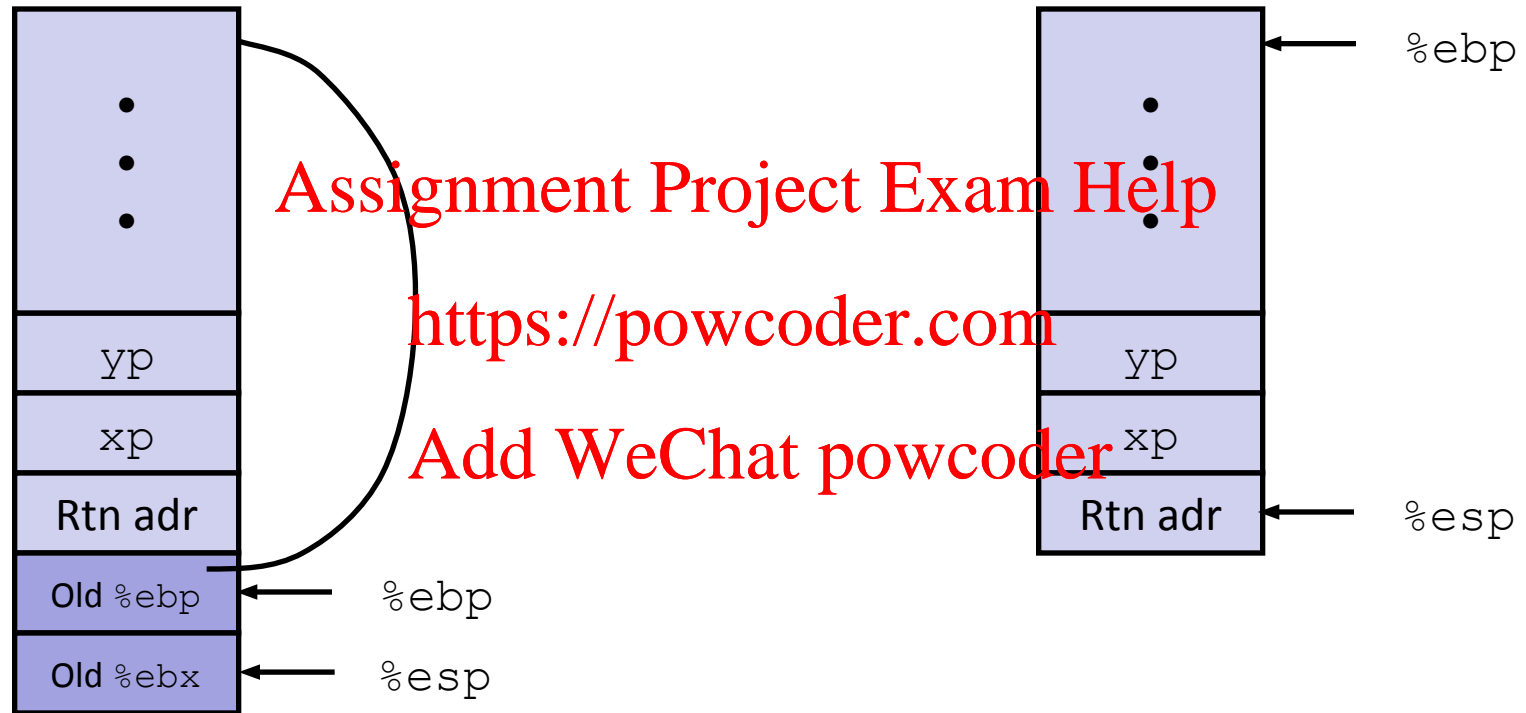 %ebp
Assignment Project Exam Help
https://powcoder.com
yp
yp
xp
Add WeChat powcoder
xp
Rtn adr
Rtn adr
%esp
Old %ebp
%ebp
Old %ebx
%esp